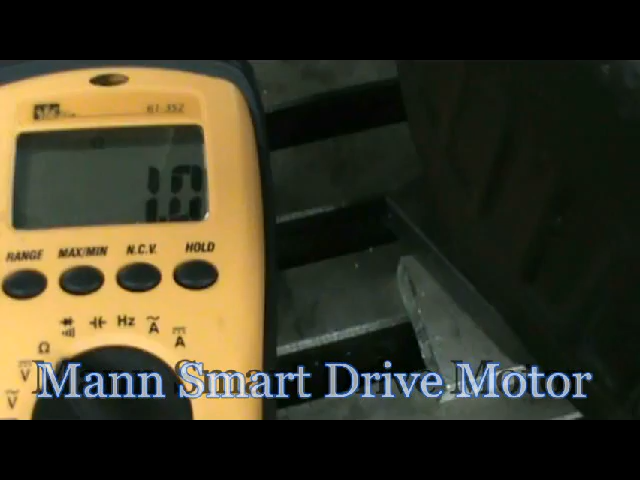 61-352
1.0
RANGE MAX/MIN N.C.V. HOLD
Hz A
Ω A
V
V
Mann Smart Drive Motor